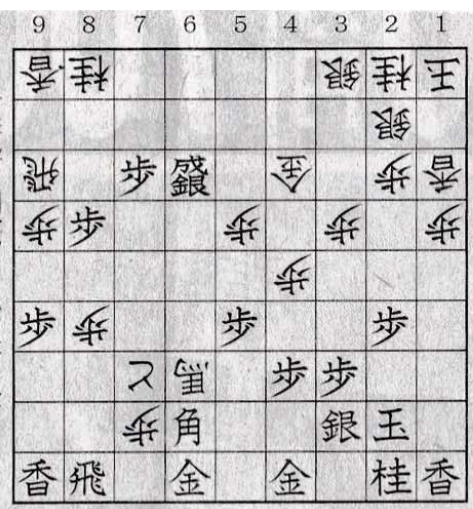 9 8 7 6 5 4 3 2 1
香 桂 銀 桂 王
銀
飛 歩 成銀 金 歩 香
歩 歩 歩 歩 歩
歩
歩 歩 歩 歩
と 馬 歩 歩
歩 角 銀 玉
香 飛 金 金 桂 香